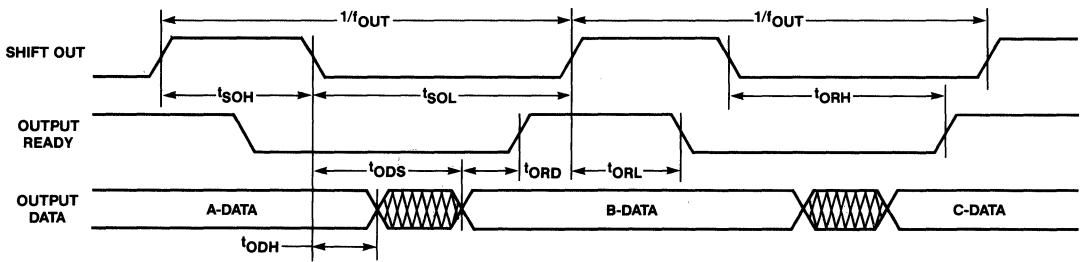 1/fOUT 1/fOUT
SHIFT OUT
tSOH tSOL tORH
OUTPUT
READY
tODS tORD tORL
OUTPUT
DATA
A-DATA B-DATA C-DATA
tODH